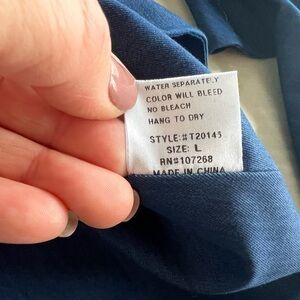 WATER SEPARATELY
COLOR WILL BLEED
NO BLEACH
HANG TO DRY
STYLE:#T20145
SIZE: L
RN#107268
MADE IN CHINA